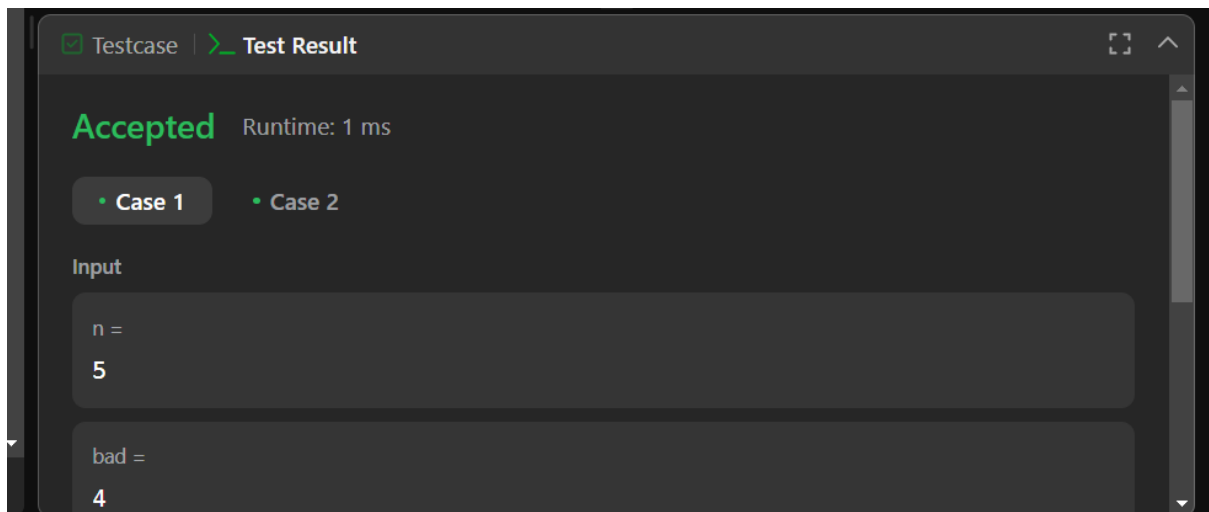 Testcase Test Result
Accepted Runtime: 1 ms
Case 1 Case 2
Input
n =
5
bad =
4